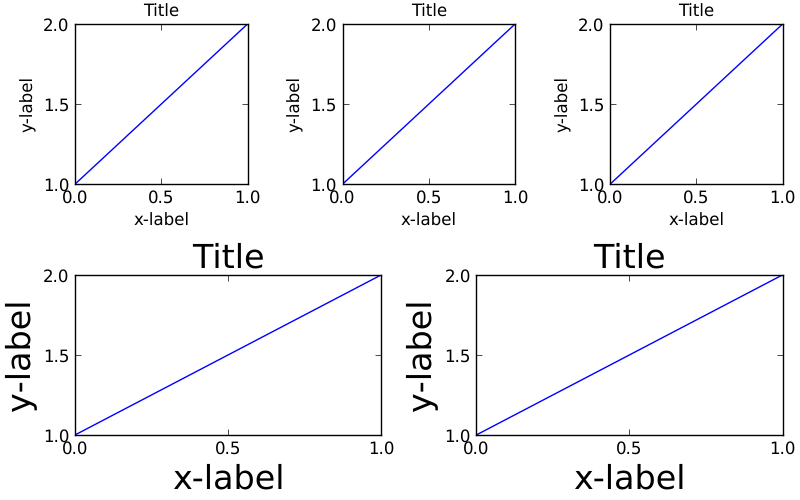 Title Title Title
2.0 2.0 2.0
y-label 1.5 y-label 1.5 y-label 1.5
1.0 1.0 1.0
0.0 0.5 1.0 0.0 0.5 1.0 0.0 0.5 1.0
x-label x-label x-label
Title Title
2.0 2.0
y-label 1.5 y-label 1.5
1.0 1.0
0.0 0.5 1.0 0.0 0.5 1.0
x-label x-label